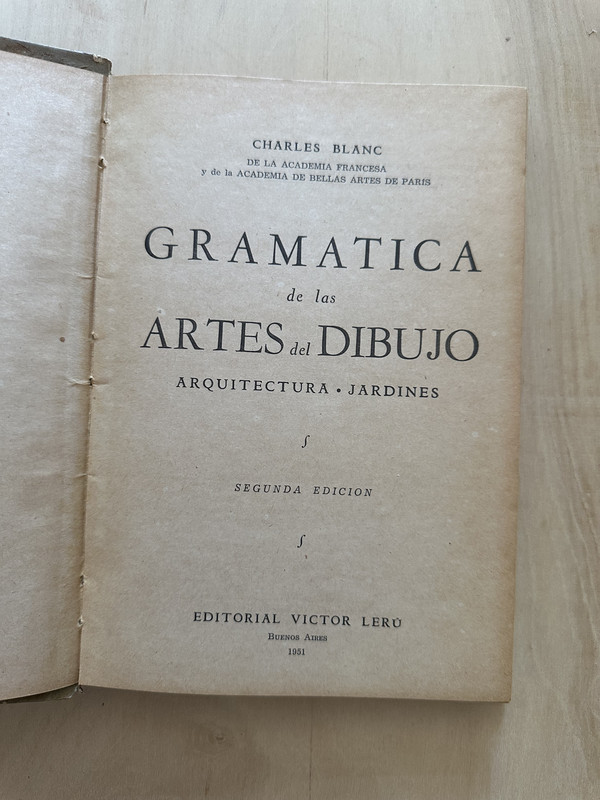 CHARLES BLANC
DE LA ACADEMIA FRANCESA
y de la ACADEMIA DE BELLAS ARTES DE PARIS
GRAMATICA
de las
ARTES del DIBUJO
ARQUITECTURA • JARDINES
∫
SEGUNDA EDICION
∫
EDITORIAL VICTOR LERÚ
BUENOS AIRES
1951